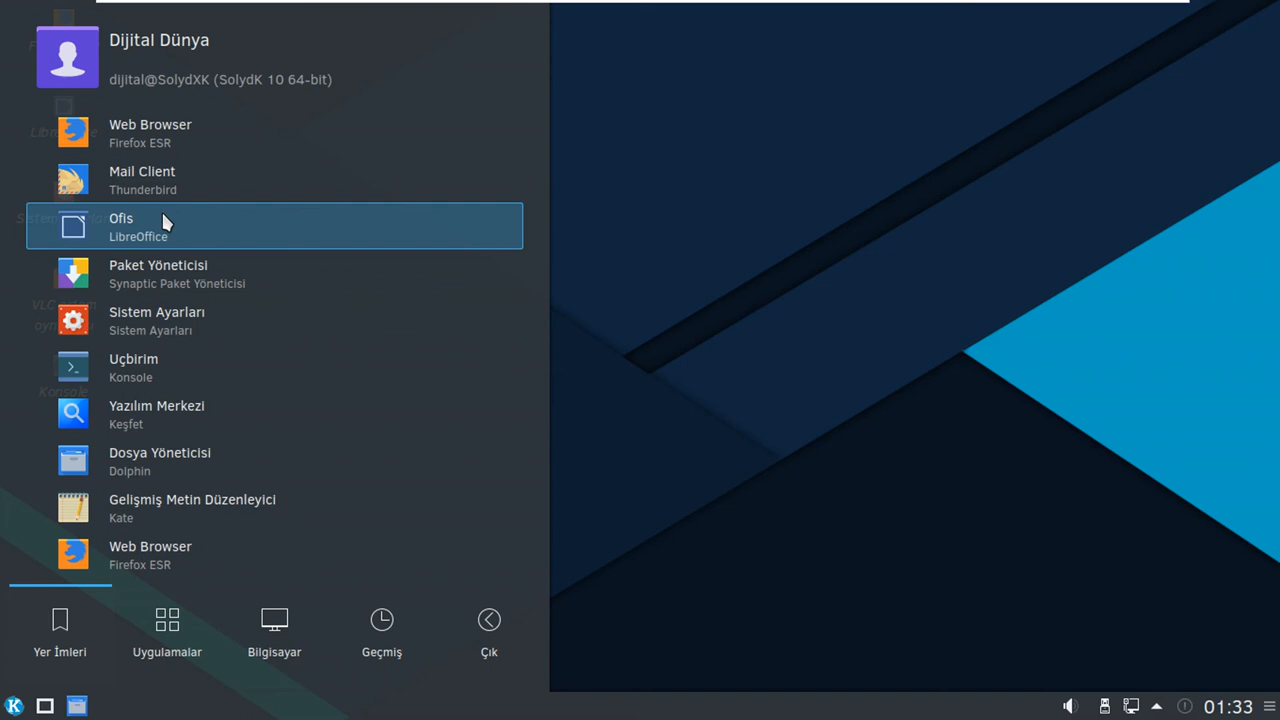 Dijital Dünya
dijital@SolydXK (SolydK 10 64-bit)
Web Browser
Firefox ESR
Mail Client
Thunderbird
Ofis
LibreOffice
Paket Yöneticisi
Synaptic Paket Yöneticisi
Sistem Ayarları
Sistem Ayarları
Uçbirim
Konsole
Yazılım Merkezi
Keşfet
Dosya Yöneticisi
Dolphin
Gelişmiş Metin Düzenleyici
Kate
Web Browser
Firefox ESR
Konsole
Yer İmleri
Uygulamalar
Bilgisayar
Geçmiş
Çık
01:33